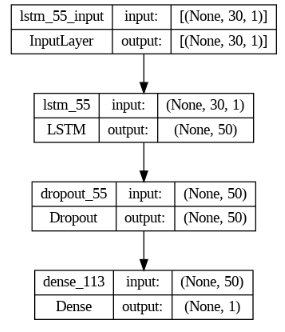 lstm_55_input input: [(None, 30, 1)]
InputLayer output: [(None, 30, 1)]
lstm_55 input: (None, 30, 1)
LSTM output: (None, 50)
dropout_55 input: (None, 50)
Dropout output: (None, 50)
dense_113 input: (None, 50)
Dense output: (None, 1)